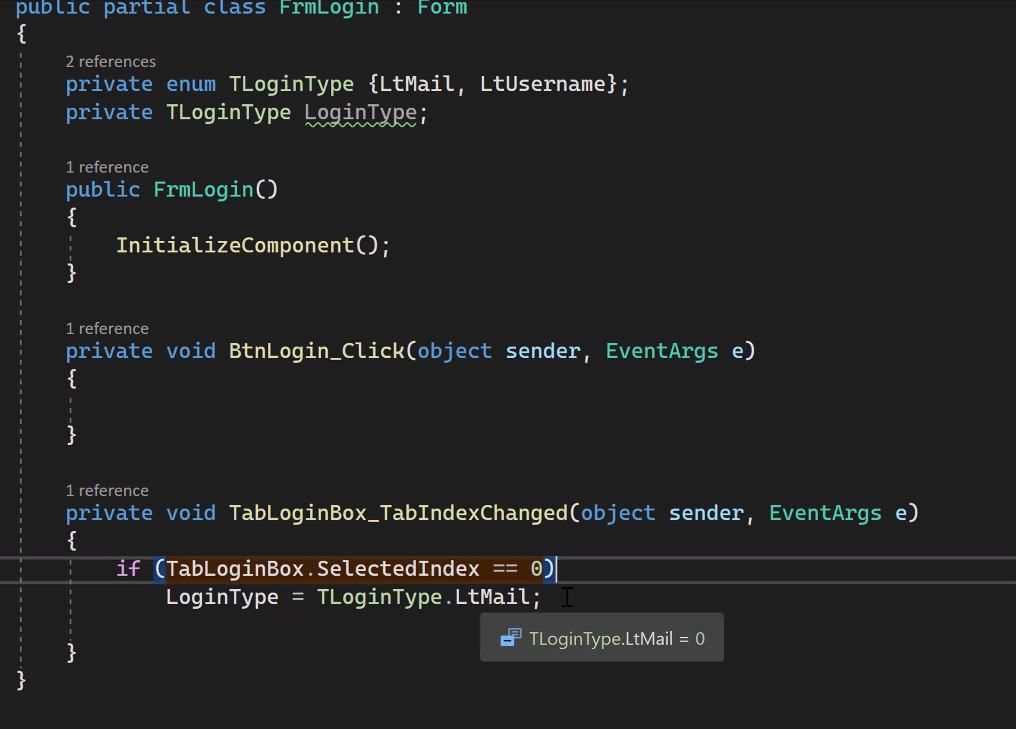 public partial class FrmLogin : Form
{
2 references
private enum TLoginType {LtMail, LtUsername};
private TLoginType LoginType;
1 reference
public FrmLogin()
{
InitializeComponent();
}
1 reference
private void BtnLogin_Click(object sender, EventArgs e)
{
}
1 reference
private void TabLoginBox_TabIndexChanged(object sender, EventArgs e)
{
if (TabLoginBox.SelectedIndex == 0)
LoginType = TLoginType.LtMail;
TLoginType.LtMail = 0
}
}